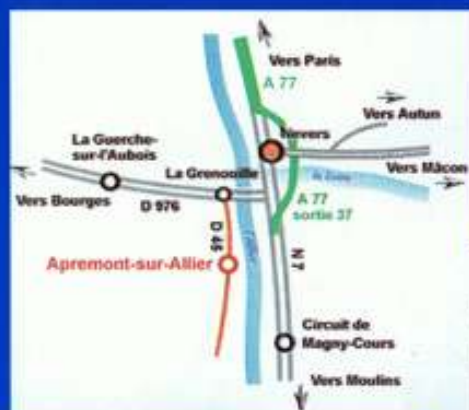 Vers Paris
A 77
Vers Autun
Nevers
La Guerche-
sur-l'Aubois
La Grenouille
Vers Mâcon
Vers Bourges
D 976
A 77
sortie 37
D 45
Apremont-sur-Allier
N 7
Circuit de
Magny-Cours
Vers Moulins